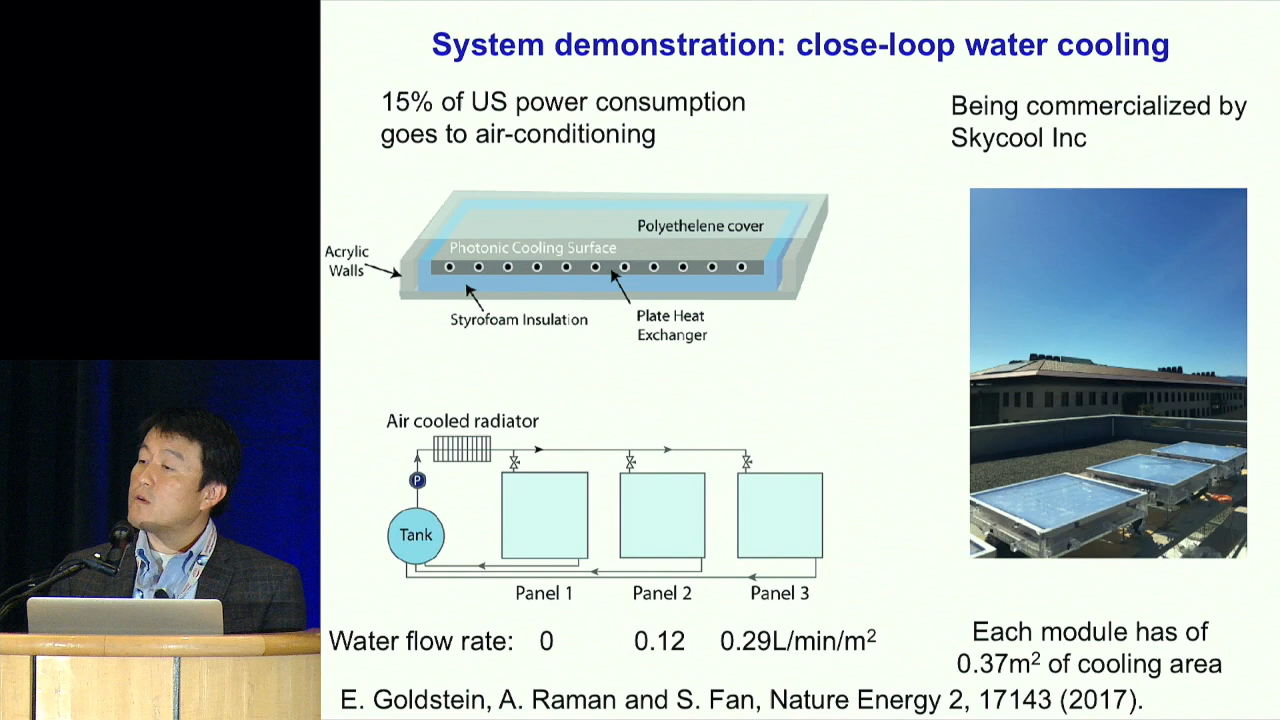 System demonstration: close-loop water cooling
15% of US power consumption
goes to air-conditioning
Being commercialized by
Skycool Inc
Polyethelene cover
Photonic Cooling Surface
Acrylic
Walls
Styrofoam Insulation
Plate Heat
Exchanger
Air cooled radiator
P
Tank
Panel 1
Panel 2
Panel 3
Water flow rate: 0 0.12 0.29L/min/m²
Each module has of
0.37m² of cooling area
E. Goldstein, A. Raman and S. Fan, Nature Energy 2, 17143 (2017).